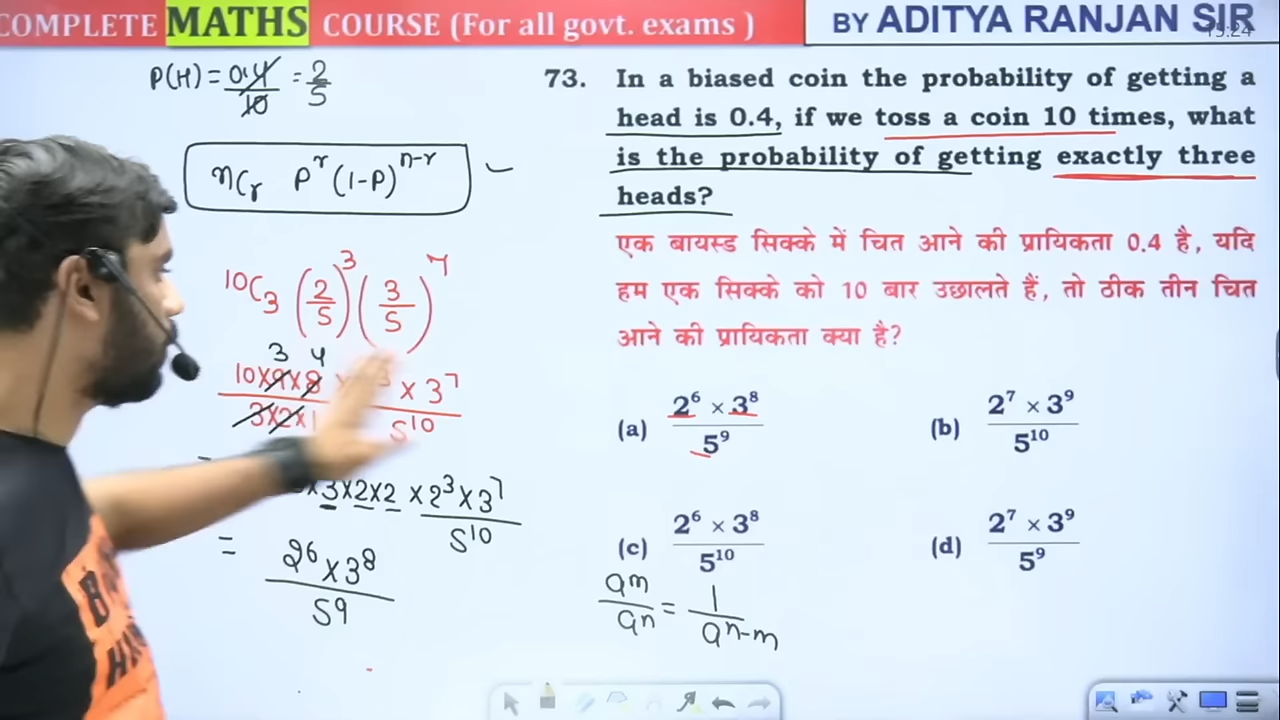 COMPLETE MATHS COURSE (For all govt. exams )
BY ADITYA RANJAN SIR
15:24
P(H) = 0.4/10 = 2/5
nCr P^r (1-P)^n-r
10C3 (2/5)^3 (3/5)^7
3 4
10×9×8 × 3^7
3×2×1 5^10
×3×2×2 × 2^3×3^7 / 5^10
= 2^6×3^8 / 5^9
73. In a biased coin the probability of getting a
head is 0.4, if we toss a coin 10 times, what
is the probability of getting exactly three
heads?
एक बायस्ड सिक्के में चित आने की प्रायिकता 0.4 है, यदि
हम एक सिक्के को 10 बार उछालते हैं, तो ठीक तीन चित
आने की प्रायिकता क्या है?
(a) 2^6 × 3^8 / 5^9
(b) 2^7 × 3^9 / 5^10
(c) 2^6 × 3^8 / 5^10
(d) 2^7 × 3^9 / 5^9
a^m / a^n = 1 / a^n-m